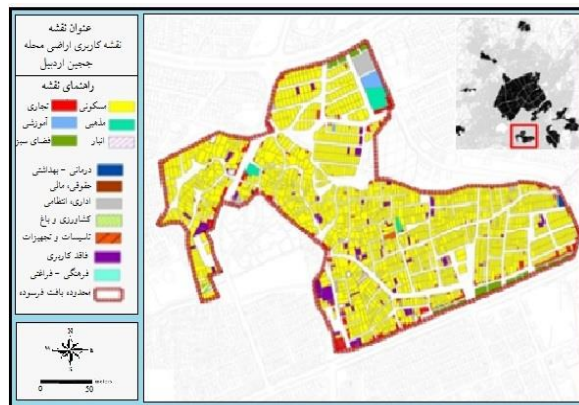 عنوان نقشه
نقشه کاربری اراضی محله
ججین اردبیل
راهنمای نقشه
مسکونی
تجاری
مذهبی
آموزشی
انبار
فضای سبز
درمانی - بهداشتی
حقوقی، مالی
اداری، انتظامی
کشاورزی و باغ
تاسیسات و تجهیزات
فاقد کاربری
فرهنگی - فراغتی
محدوده بافت فرسوده
0
50